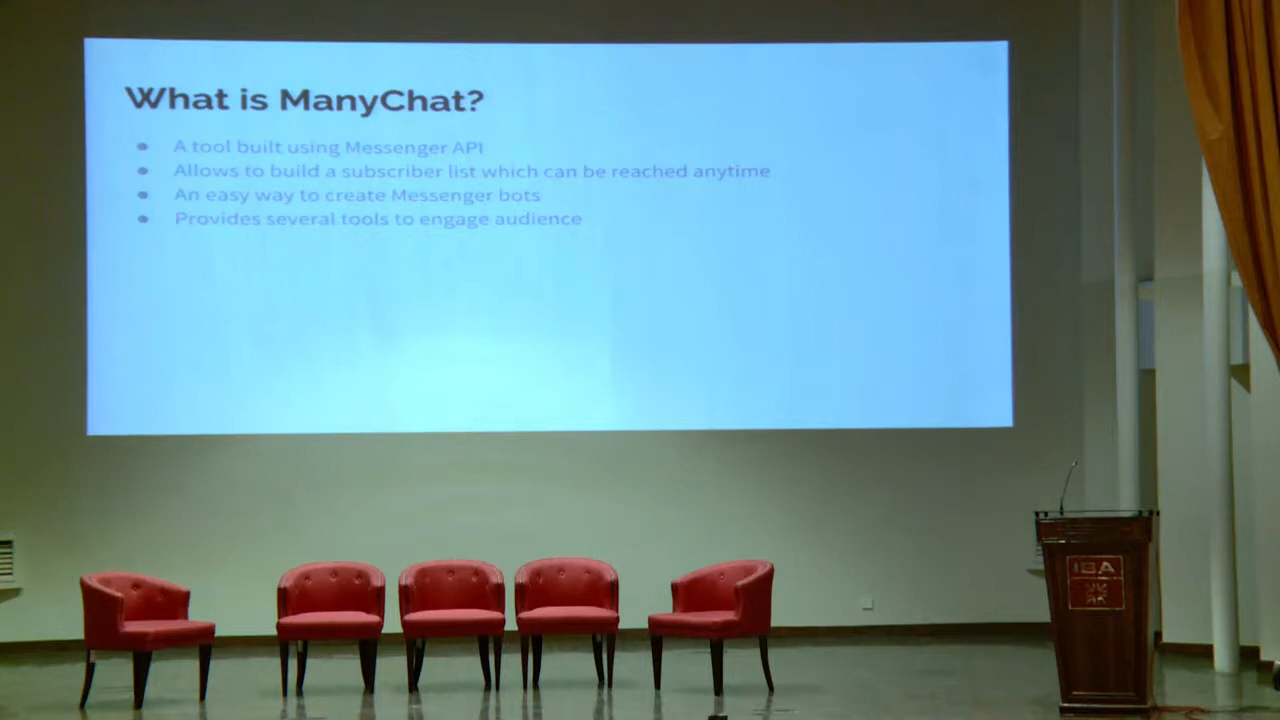 What is ManyChat?
● A tool built using Messenger API
● Allows to build a subscriber list which can be reached anytime
● An easy way to create Messenger bots
● Provides several tools to engage audience
IBA